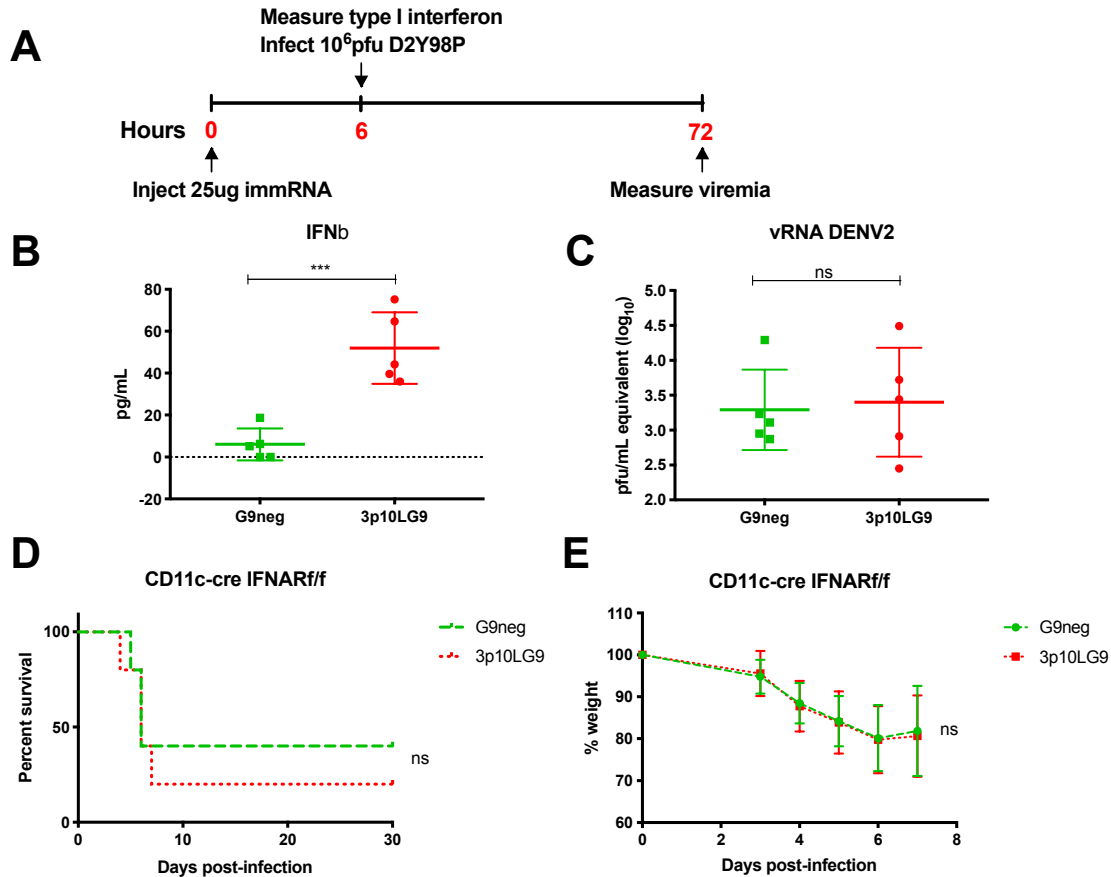 A
Measure type I interferon
Infect 10⁶pfu D2Y98P
Hours 0 6 72
Inject 25ug immRNA
Measure viremia
B
IFNb
***
80
60
40
20
0
-20
pg/mL
G9neg
3p10LG9
C
vRNA DENV2
ns
5.0
4.5
4.0
3.5
3.0
2.5
2.0
pfu/mL equivalent (log₁₀)
G9neg
3p10LG9
D
CD11c-cre IFNARf/f
G9neg
3p10LG9
100
50
0
Percent survival
ns
0 10 20 30
Days post-infection
E
CD11c-cre IFNARf/f
G9neg
3p10LG9
110
100
90
80
70
60
% weight
ns
0 2 4 6 8
Days post-infection